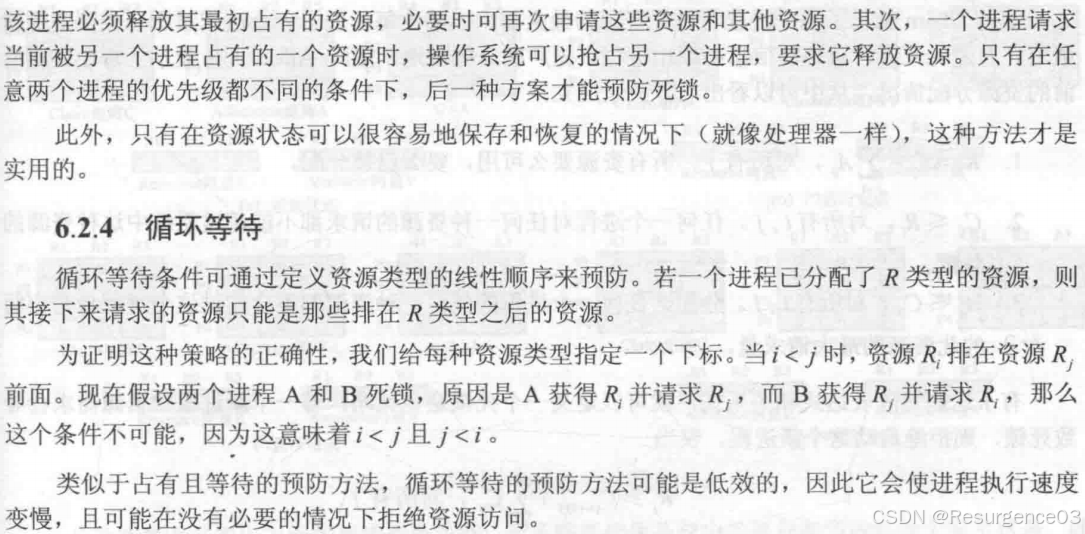 该进程必须释放其最初占有的资源，必要时可再次申请这些资源和其他资源。其次，一个进程请求
当前被另一个进程占有的一个资源时，操作系统可以抢占另一个进程，要求它释放资源。只有在任
意两个进程的优先级都不同的条件下，后一种方案才能预防死锁。
此外，只有在资源状态可以很容易地保存和恢复的情况下（就像处理器一样），这种方法才是
实用的。
6.2.4 循环等待
循环等待条件可通过定义资源类型的线性顺序来预防。若一个进程已分配了 R 类型的资源，则
其接下来请求的资源只能是那些排在 R 类型之后的资源。
为证明这种策略的正确性，我们给每种资源类型指定一个下标。当 i < j 时，资源 Ri 排在资源 Rj
前面。现在假设两个进程 A 和 B 死锁，原因是 A 获得 Ri 并请求 Rj，而 B 获得 Rj 并请求 Ri，那么
这个条件不可能，因为这意味着 i < j 且 j < i。
类似于占有且等待的预防方法，循环等待的预防方法可能是低效的，因此它会使进程执行速度
变慢，且可能在没有必要的情况下拒绝资源访问。
CSDN @Resurgence03